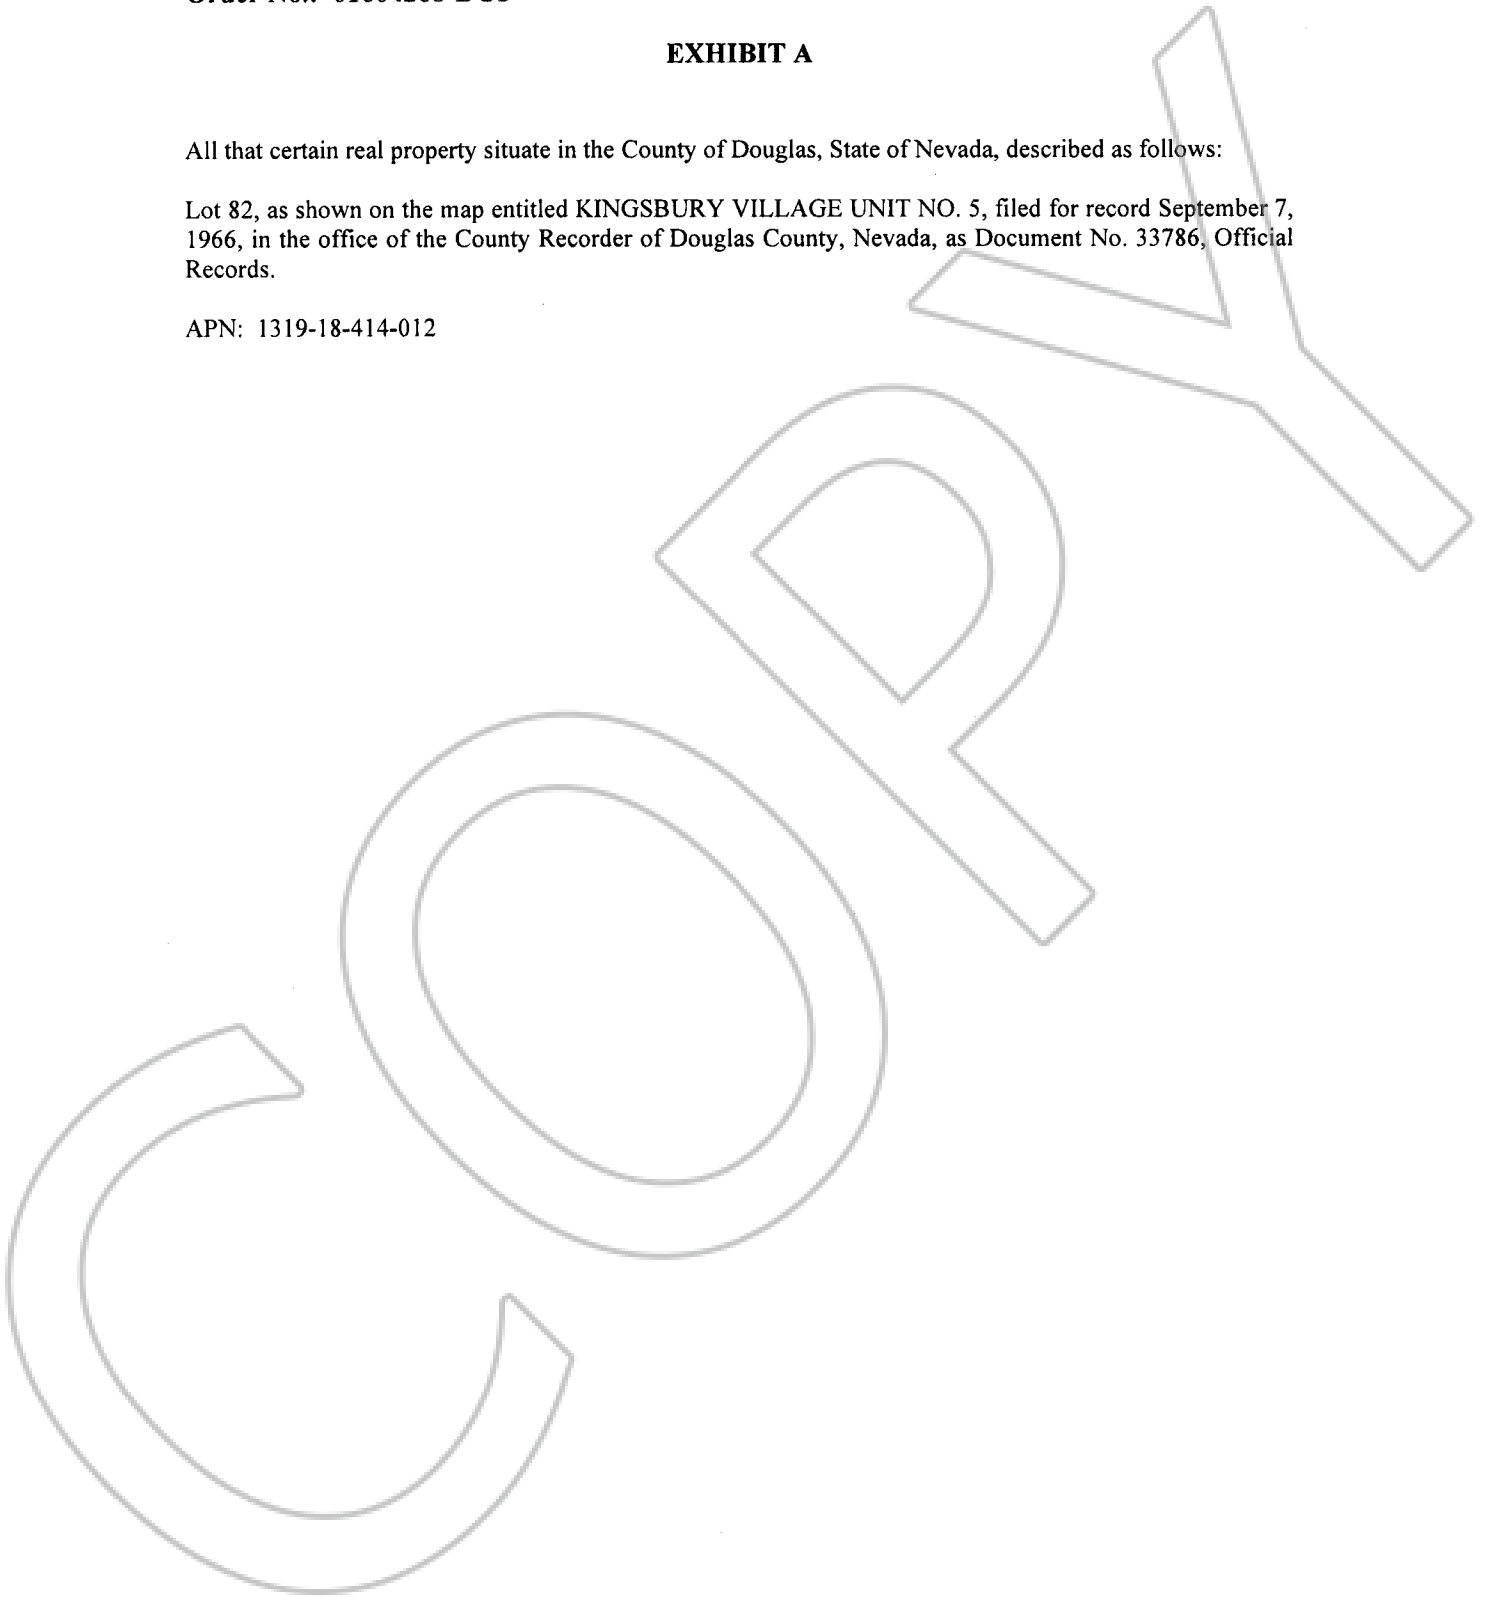 EXHIBIT A
All that certain real property situate in the County of Douglas, State of Nevada, described as follows:
Lot 82, as shown on the map entitled KINGSBURY VILLAGE UNIT NO. 5, filed for record September 7,
1966, in the office of the County Recorder of Douglas County, Nevada, as Document No. 33786, Official
Records.
APN: 1319-18-414-012
COPY